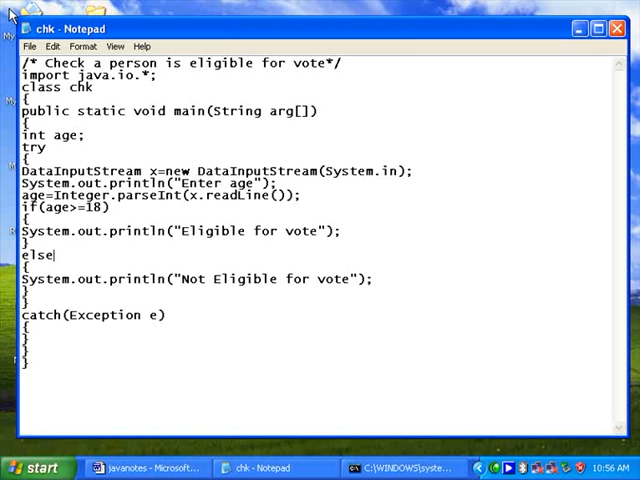 chk - Notepad
File Edit Format View Help
/* Check a person is eligible for vote*/
import java.io.*;
class chk
{
public static void main(String arg[])
{
int age;
try
{
DataInputStream x=new DataInputStream(System.in);
System.out.println("Enter age");
age=Integer.parseInt(x.readLine());
if(age>=18)
{
System.out.println("Eligible for vote");
}
else
{
System.out.println("Not Eligible for vote");
}
}
catch(Exception e)
{
}
}
}
start javanotes - Microsoft... chk - Notepad C:\WINDOWS\syste... 10:56 AM